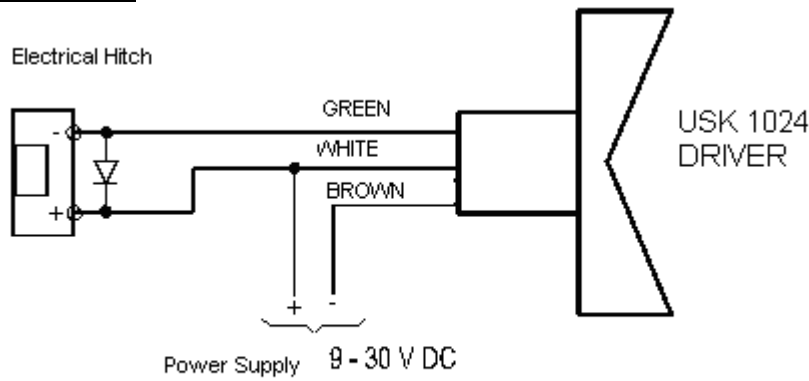 Electrical Hitch
GREEN
-
WHITE
BROWN
+
USK 1024
DRIVER
+ -
Power Supply 9 - 30 V DC